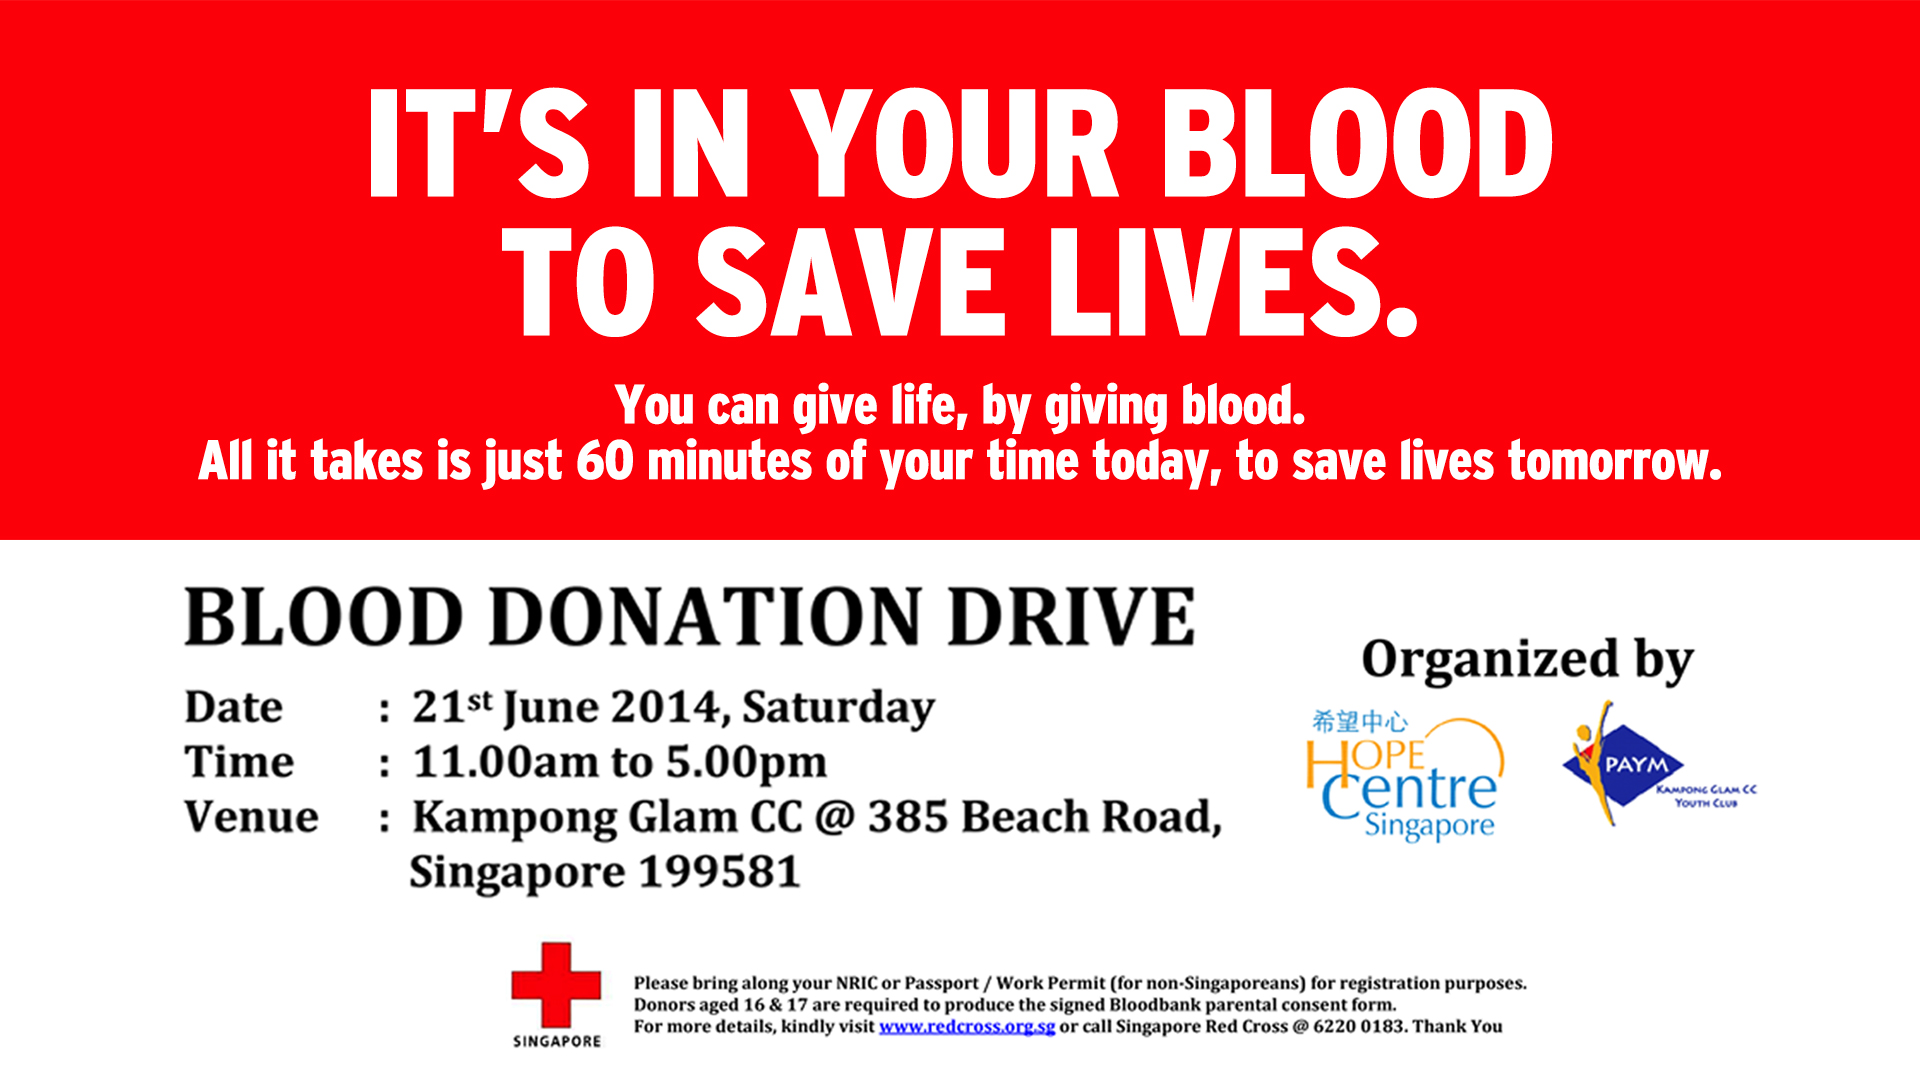 IT’S IN YOUR BLOOD
TO SAVE LIVES.
You can give life, by giving blood.
All it takes is just 60 minutes of your time today, to save lives tomorrow.
BLOOD DONATION DRIVE
Date : 21st June 2014, Saturday
Time : 11.00am to 5.00pm
Venue : Kampong Glam CC @ 385 Beach Road,
Singapore 199581
Organized by
希望中心
HOPE
Centre
Singapore
PAYM
KAMPONG GLAM CC
YOUTH CLUB
SINGAPORE
Please bring along your NRIC or Passport / Work Permit (for non-Singaporeans) for registration purposes.
Donors aged 16 & 17 are required to produce the signed Bloodbank parental consent form.
For more details, kindly visit www.redcross.org.sg or call Singapore Red Cross @ 6220 0183. Thank You